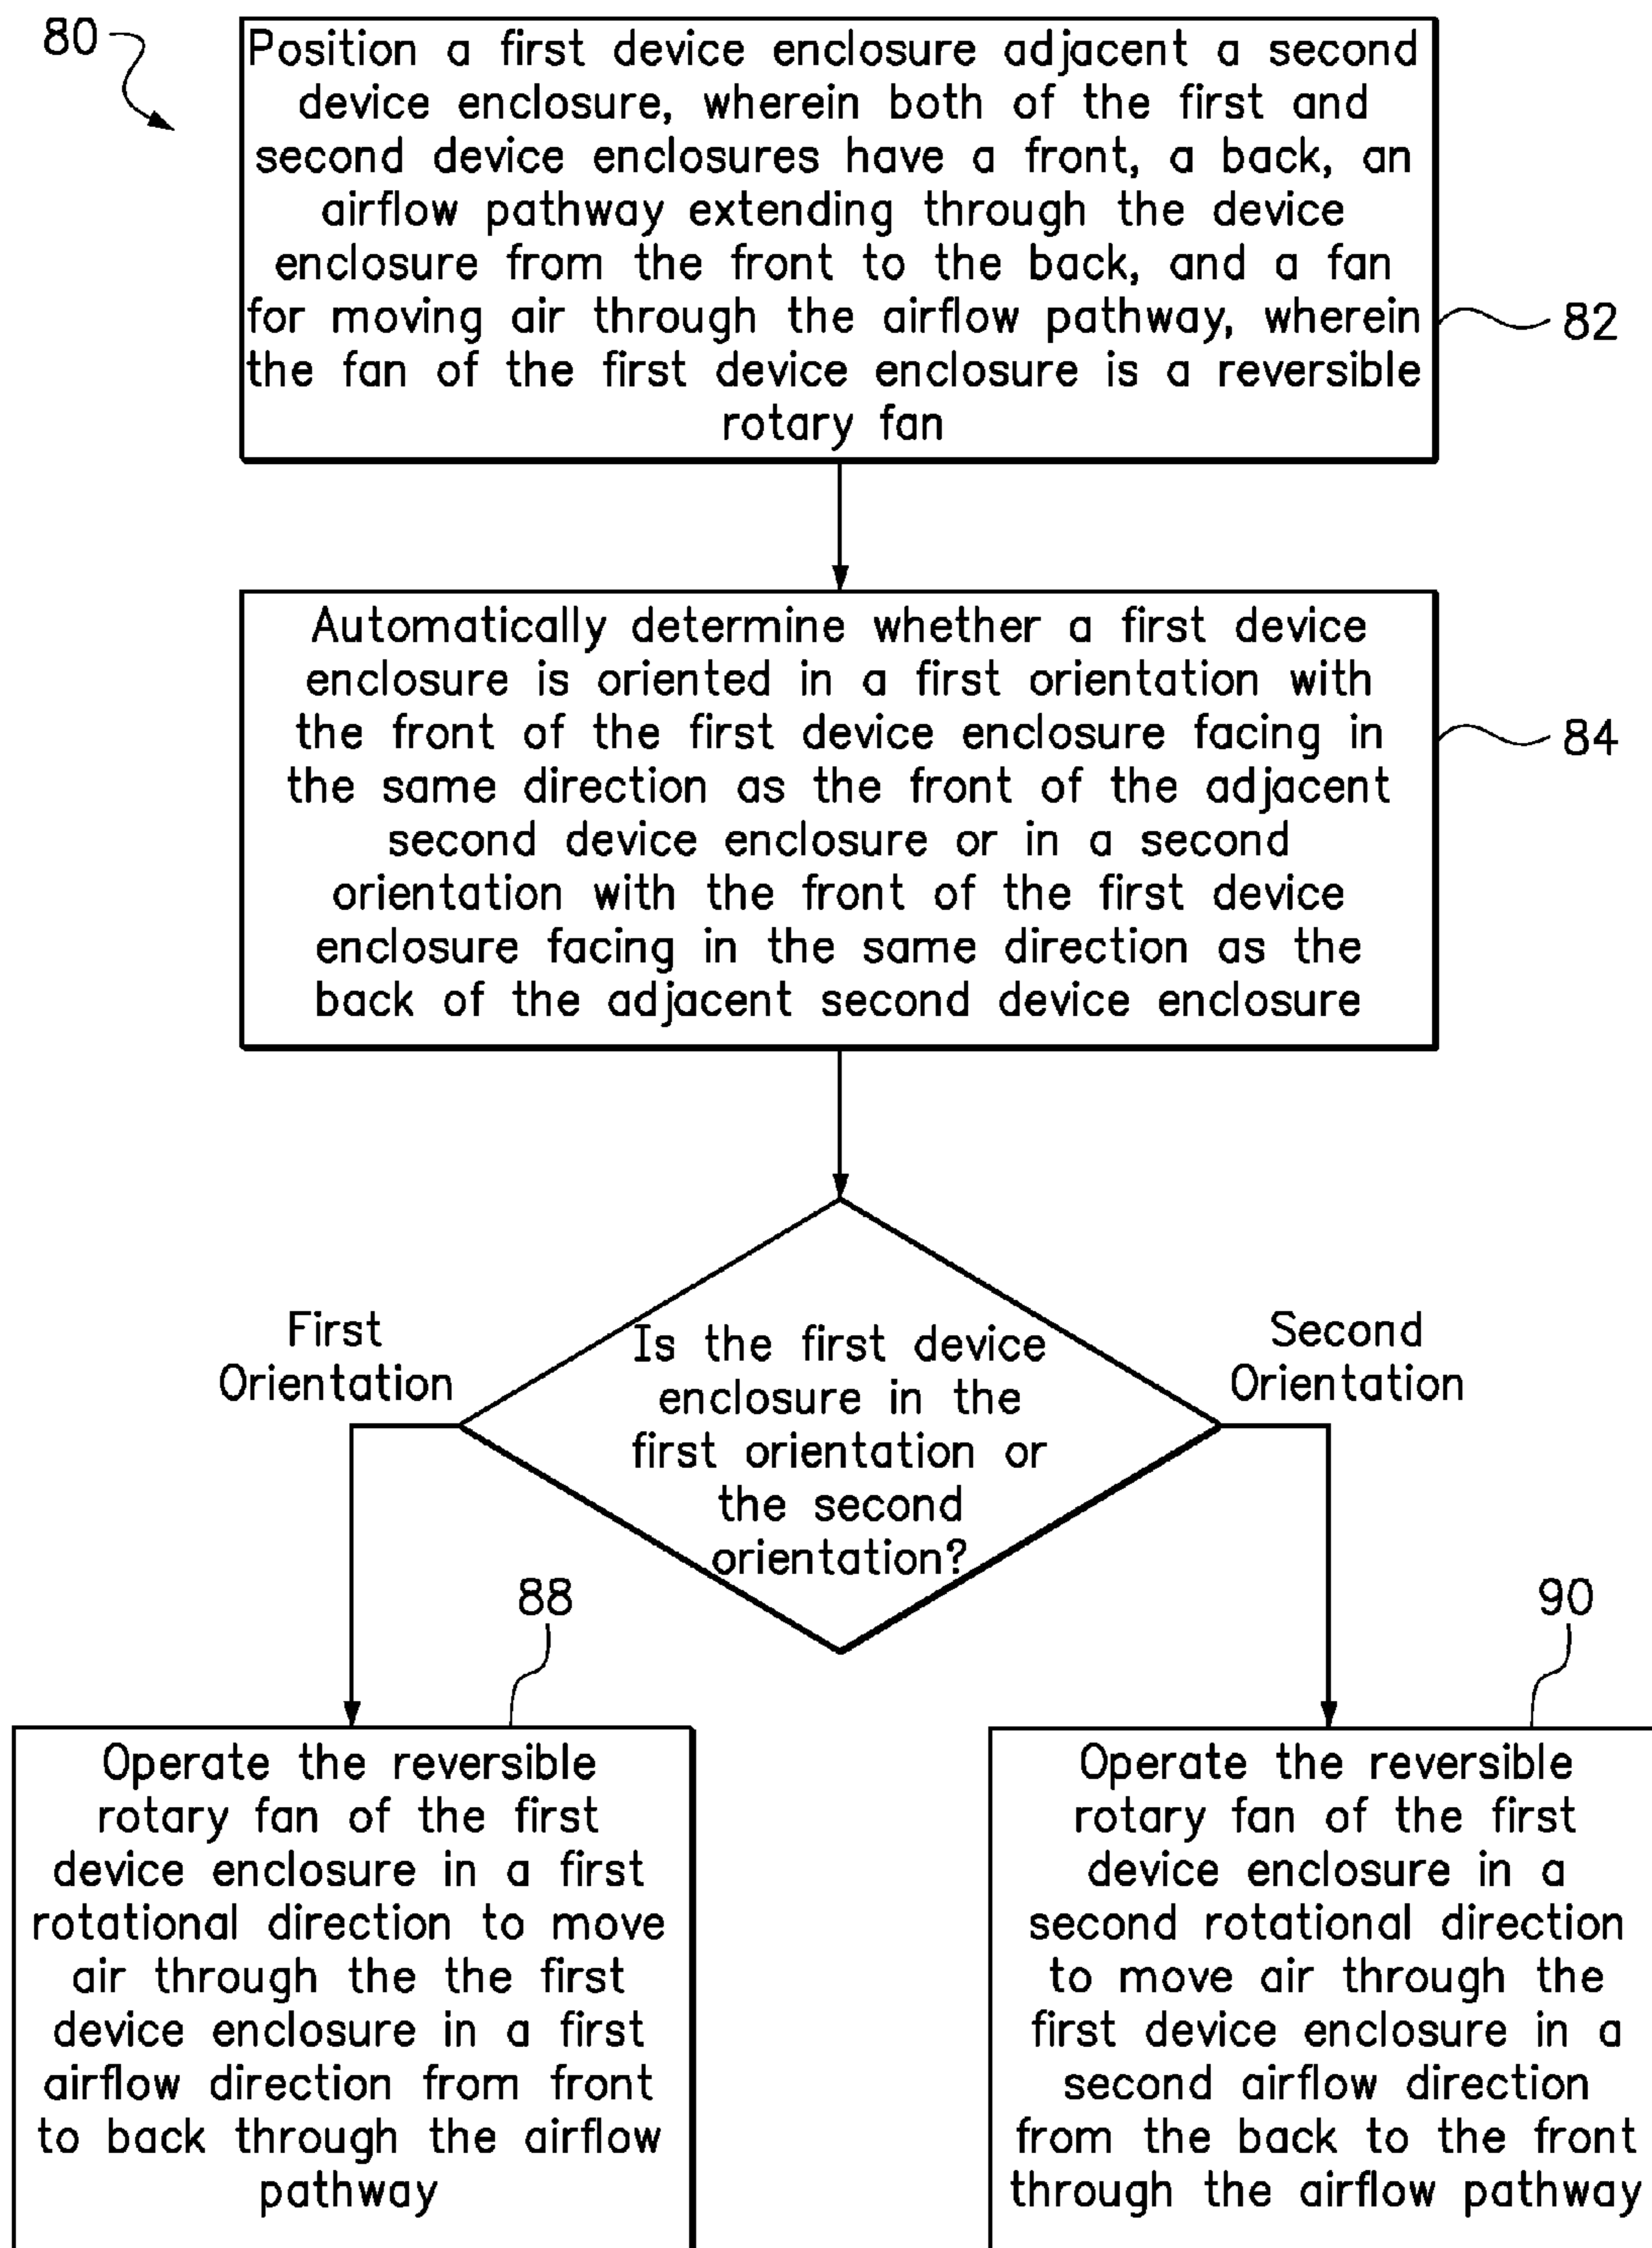 80
Position a first device enclosure adjacent a second
device enclosure, wherein both of the first and
second device enclosures have a front, a back, an
airflow pathway extending through the device
enclosure from the front to the back, and a fan
for moving air through the airflow pathway, wherein
the fan of the first device enclosure is a reversible
rotary fan
82
Automatically determine whether a first device
enclosure is oriented in a first orientation with
the front of the first device enclosure facing in
the same direction as the front of the adjacent
second device enclosure or in a second
orientation with the front of the first device
enclosure facing in the same direction as the
back of the adjacent second device enclosure
84
First
Orientation
Is the first device
enclosure in the
first orientation or
the second
orientation?
Second
Orientation
88
Operate the reversible
rotary fan of the first
device enclosure in a first
rotational direction to move
air through the the first
device enclosure in a first
airflow direction from front
to back through the airflow
pathway
90
Operate the reversible
rotary fan of the first
device enclosure in a
second rotational direction
to move air through the
first device enclosure in a
second airflow direction
from the back to the front
through the airflow pathway